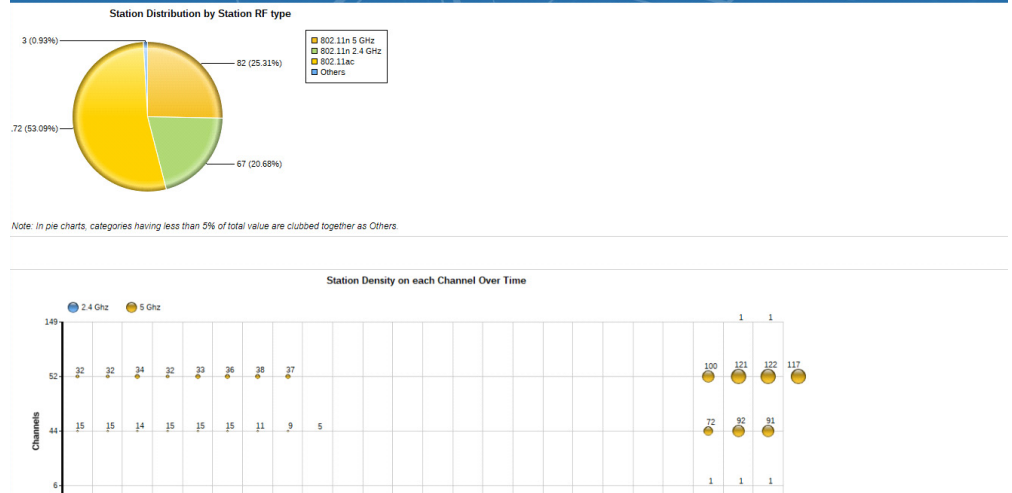 Station Distribution by Station RF type
3 (0.93%)
82 (25.31%)
.72 (53.09%)
67 (20.68%)
802.11n 5 GHz
802.11n 2.4 GHz
802.11ac
Others
Note: In pie charts, categories having less than 5% of total value are clubbed together as Others.
Station Density on each Channel Over Time
2.4 Ghz 5 Ghz
149 1 1
52 32 32 34 32 33 36 38 37 100 121 122 117
44 15 15 14 15 15 15 11 9 5 72 92 91
Channels
6 1 1 1